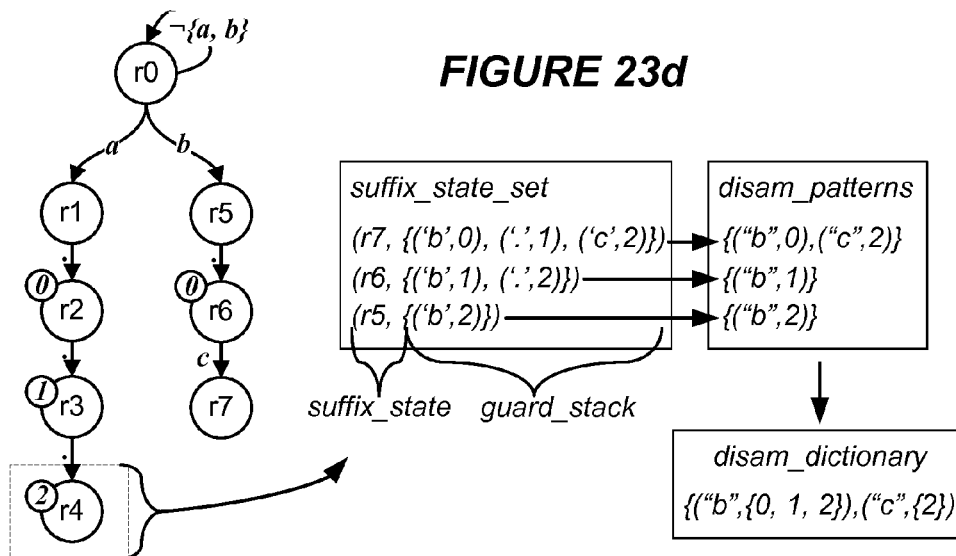 ¬{a, b}
r0
FIGURE 23d
a
b
r1
r5
.
.
0
r2
0
r6
.
c
1
r3
r7
.
2
r4
suffix_state_set
(r7, {(‘b’,0), (‘.’,1), (‘c’,2)})
(r6, {(‘b’,1), (‘.’,2)})
(r5, {(‘b’,2)})
suffix_state
guard_stack
disam_patterns
{(“b”,0),(“c”,2)}
{(“b”,1)}
{(“b”,2)}
disam_dictionary
{(“b”,{0, 1, 2}),(“c”,{2})